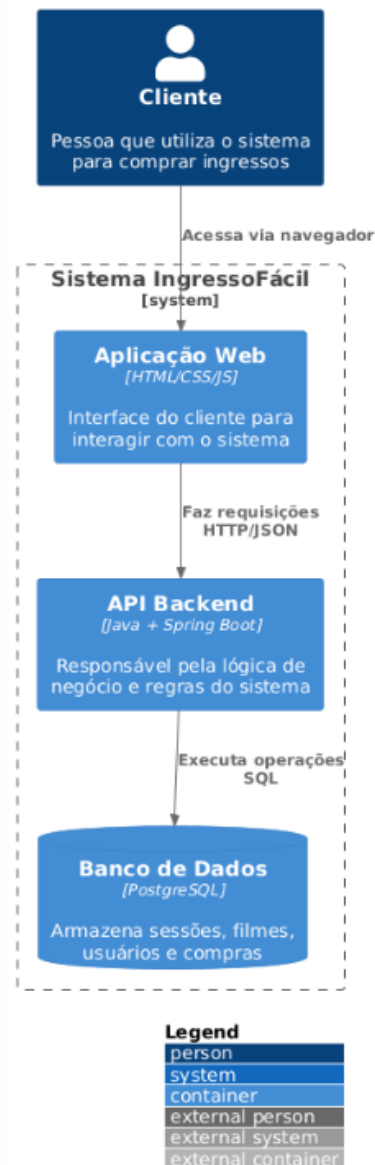 Cliente
Pessoa que utiliza o sistema
para comprar ingressos
Acessa via navegador
Sistema IngressoFácil
[system]
Aplicação Web
[HTML/CSS/JS]
Interface do cliente para
interagir com o sistema
Faz requisições
HTTP/JSON
API Backend
[Java + Spring Boot]
Responsável pela lógica de
negócio e regras do sistema
Executa operações
SQL
Banco de Dados
[PostgreSQL]
Armazena sessões, filmes,
usuários e compras
Legend
person
system
container
external person
external system
external container